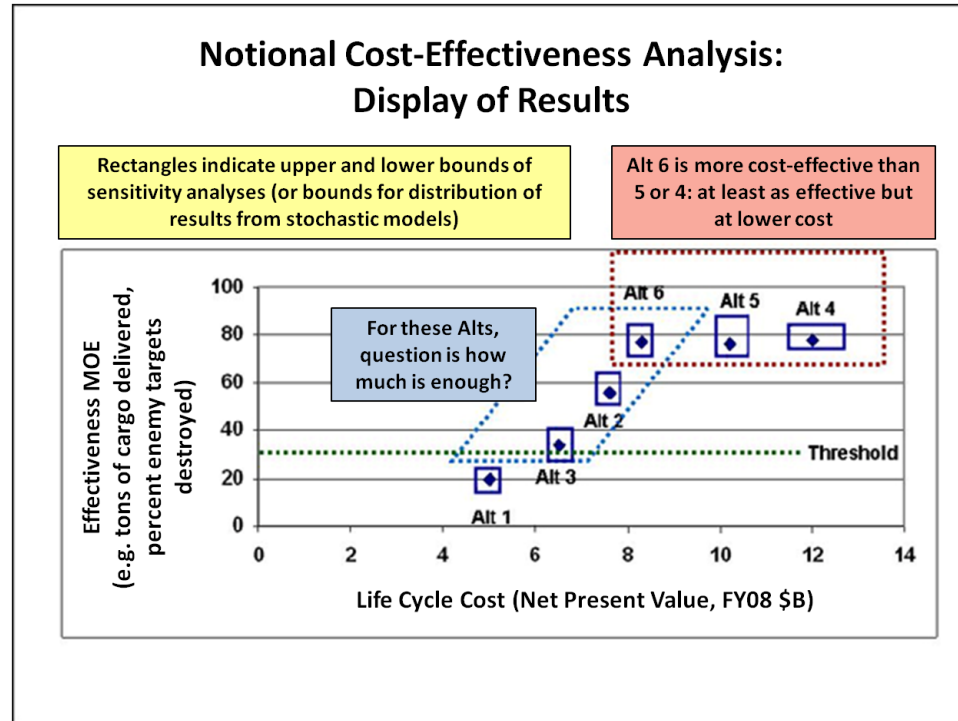 Notional Cost-Effectiveness Analysis:
Display of Results
Rectangles indicate upper and lower bounds of
sensitivity analyses (or bounds for distribution of
results from stochastic models)
Alt 6 is more cost-effective than
5 or 4: at least as effective but
at lower cost
Effectiveness MOE
(e.g. tons of cargo delivered,
percent enemy targets
destroyed)
100
80
60
40
20
0
For these Alts,
question is how
much is enough?
Alt 6
Alt 5
Alt 4
Alt 2
Threshold
Alt 3
Alt 1
0 2 4 6 8 10 12 14
Life Cycle Cost (Net Present Value, FY08 $B)